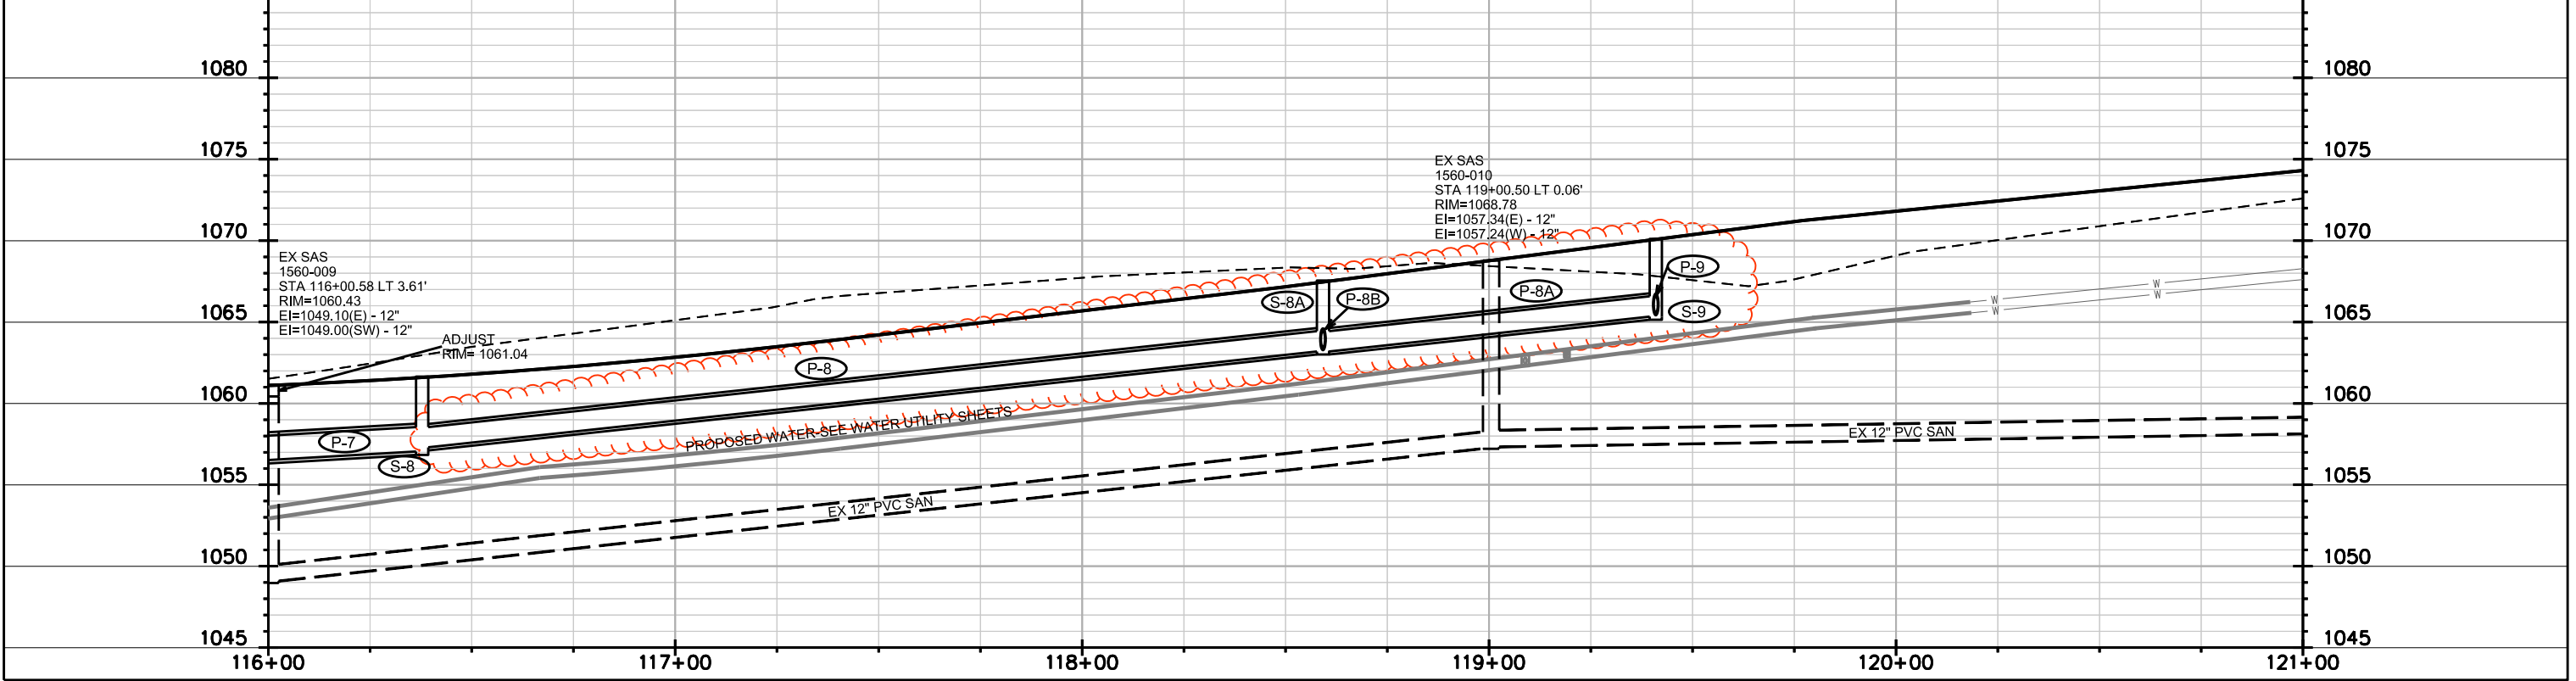 1080
1080
1075
1075
EX SAS
1560-010
STA 119+00.50 LT 0.06'
RIM=1068.78
EI=1057.34(E) - 12"
EI=1057.24(W) - 12"
1070
1070
EX SAS
1560-009
STA 116+00.58 LT 3.61'
RIM=1060.43
EI=1049.10(E) - 12"
EI=1049.00(SW) - 12"
P-9
P-8A
S-8A
P-8B
S-9
W
W
W
W
1065
1065
ADJUST
RIM= 1061.04
P-8
1060
1060
PROPOSED WATER-SEE WATER UTILITY SHEETS
P-7
S-8
EX 12" PVC SAN
1055
1055
EX 12" PVC SAN
1050
1050
1045
1045
116+00
117+00
118+00
119+00
120+00
121+00